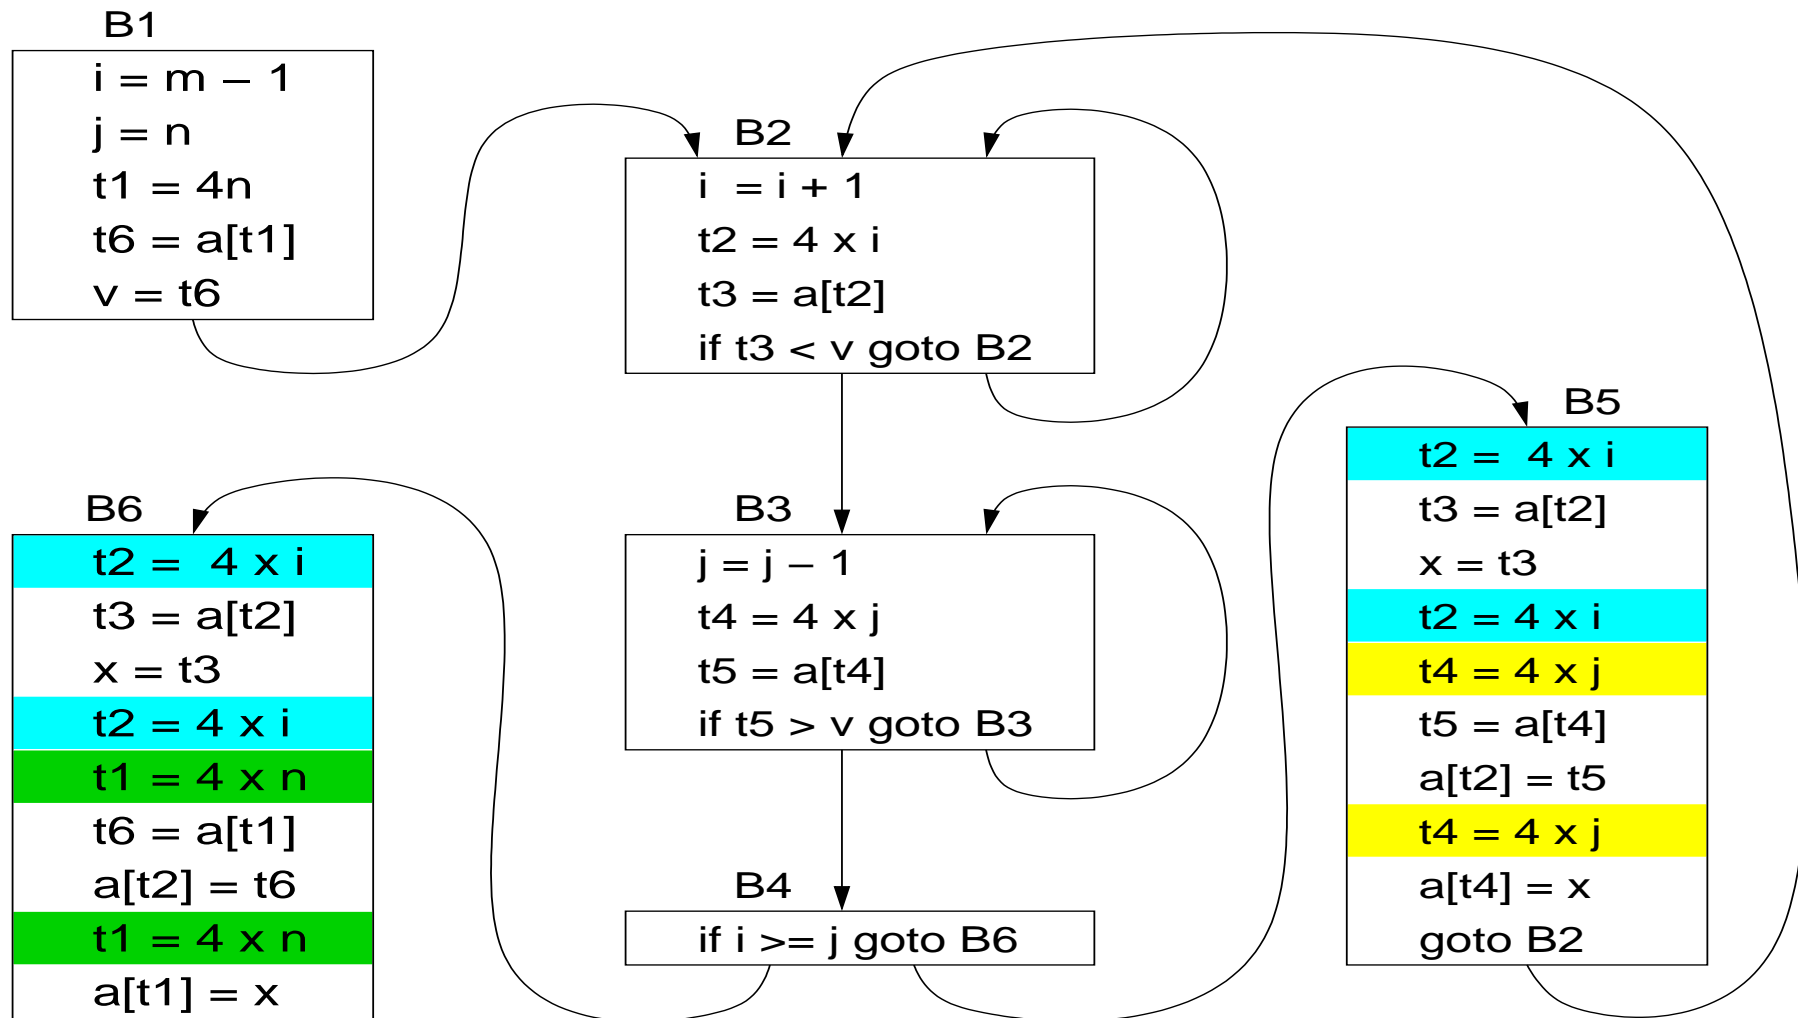 B1
i = m – 1
j = n
t1 = 4n
t6 = a[t1]
v = t6
B2
i = i + 1
t2 = 4 x i
t3 = a[t2]
if t3 < v goto B2
B3
j = j – 1
t4 = 4 x j
t5 = a[t4]
if t5 > v goto B3
B4
if i >= j goto B6
B5
t2 = 4 x i
t3 = a[t2]
x = t3
t2 = 4 x i
t4 = 4 x j
t5 = a[t4]
a[t2] = t5
t4 = 4 x j
a[t4] = x
goto B2
B6
t2 = 4 x i
t3 = a[t2]
x = t3
t2 = 4 x i
t1 = 4 x n
t6 = a[t1]
a[t2] = t6
t1 = 4 x n
a[t1] = x